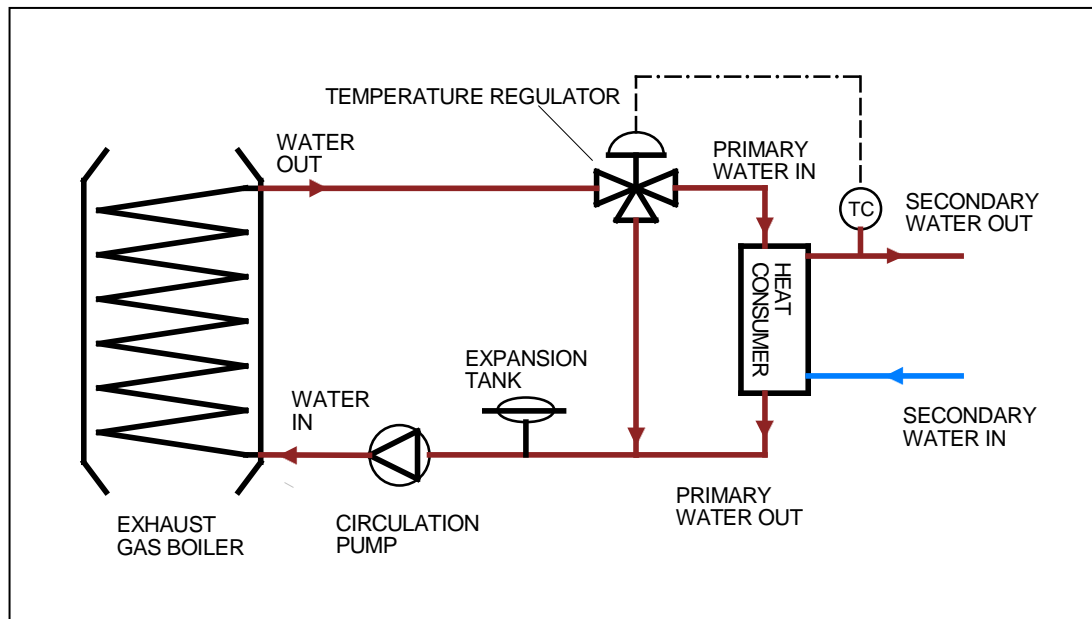 TEMPERATURE REGULATOR
WATER
OUT
PRIMARY
WATER IN
TC
SECONDARY
WATER OUT
HEAT
CONSUMER
EXPANSION
TANK
WATER
IN
SECONDARY
WATER IN
PRIMARY
WATER OUT
EXHAUST
GAS BOILER
CIRCULATION
PUMP